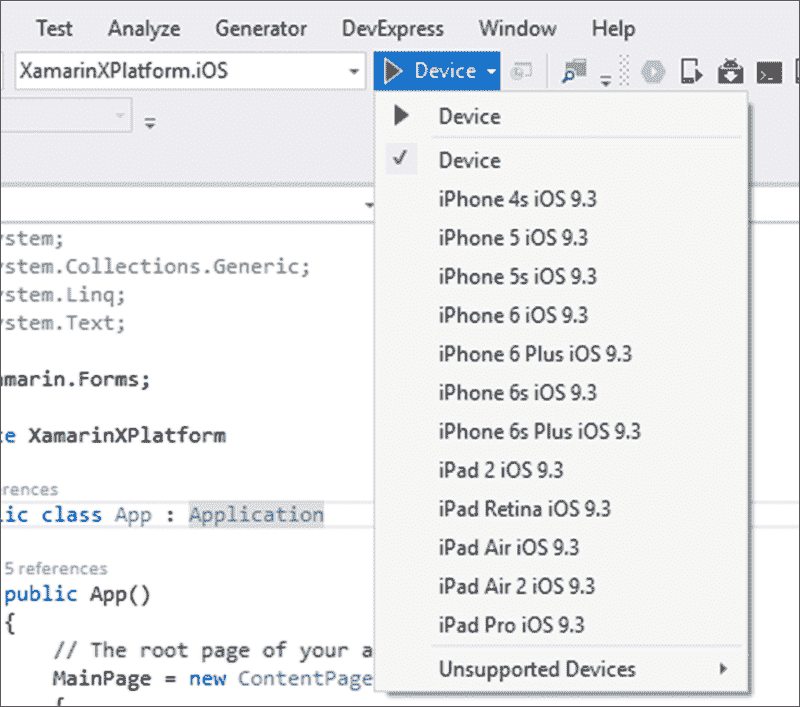 Test Analyze Generator DevExpress Window Help
XamarinXPlatform.iOS Device
Device
Device
iPhone 4s iOS 9.3
iPhone 5 iOS 9.3
iPhone 5s iOS 9.3
iPhone 6 iOS 9.3
iPhone 6 Plus iOS 9.3
iPhone 6s iOS 9.3
iPhone 6s Plus iOS 9.3
iPad 2 iOS 9.3
iPad Retina iOS 9.3
iPad Air iOS 9.3
iPad Air 2 iOS 9.3
iPad Pro iOS 9.3
Unsupported Devices
ystem;
ystem.Collections.Generic;
ystem.Linq;
ystem.Text;
amarin.Forms;
e XamarinXPlatform
erences
lic class App : Application
5 references
public App()
{
// The root page of your a
MainPage = new ContentPage
{